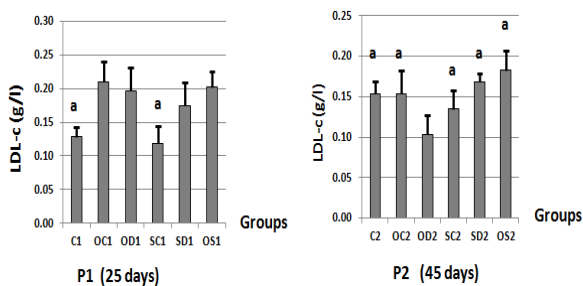 0.30
0.25
0.20
0.15
0.10
0.05
0.00
LDL-c (g/l)
a
a
C1 OC1 OD1 SC1 SD1 OS1
Groups
P1 (25 days)
0.25
0.20
0.15
0.10
0.05
0.00
LDL-c (g/l)
a a a a a
C2 OC2 OD2 SC2 SD2 OS2
Groups
P2 (45 days)